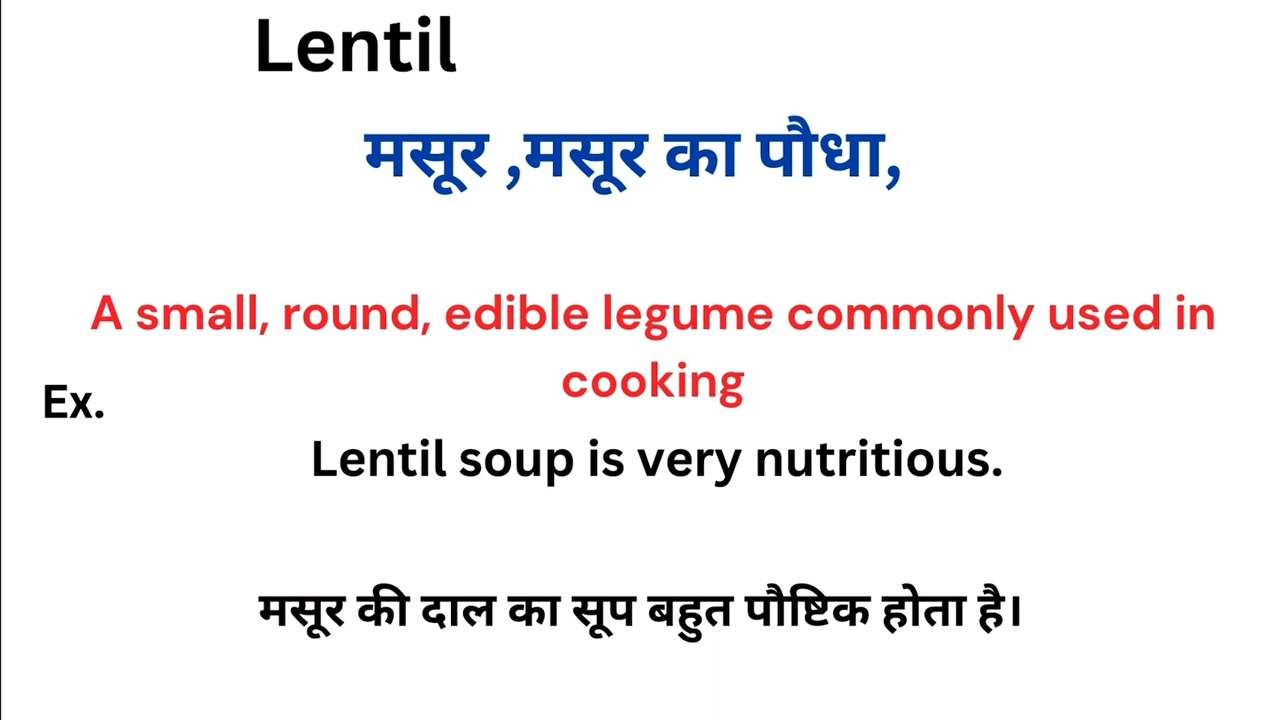 Lentil
मसूर ,मसूर का पौधा,
A small, round, edible legume commonly used in
cooking
Ex.
Lentil soup is very nutritious.
मसूर की दाल का सूप बहुत पौष्टिक होता है।